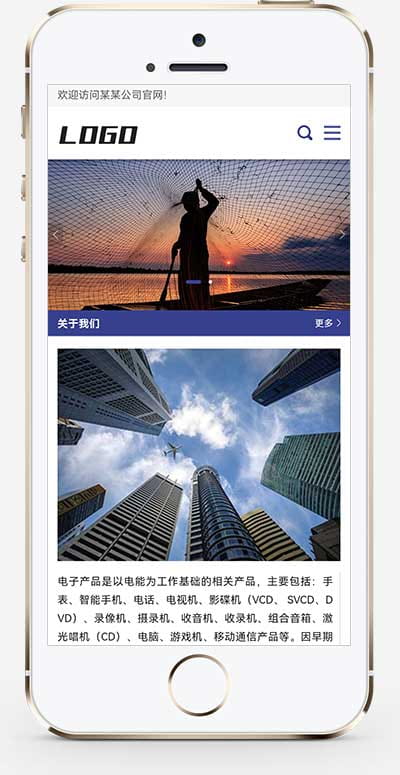 欢迎访问某某公司官网!
LOGO
关于我们
更多
电子产品是以电能为工作基础的相关产品，主要包括：手
表、智能手机、电话、电视机、影碟机（VCD、SVCD、D
VD）、录像机、摄录机、收音机、收录机、组合音箱、激
光唱机（CD）、电脑、游戏机、移动通信产品等。因早期